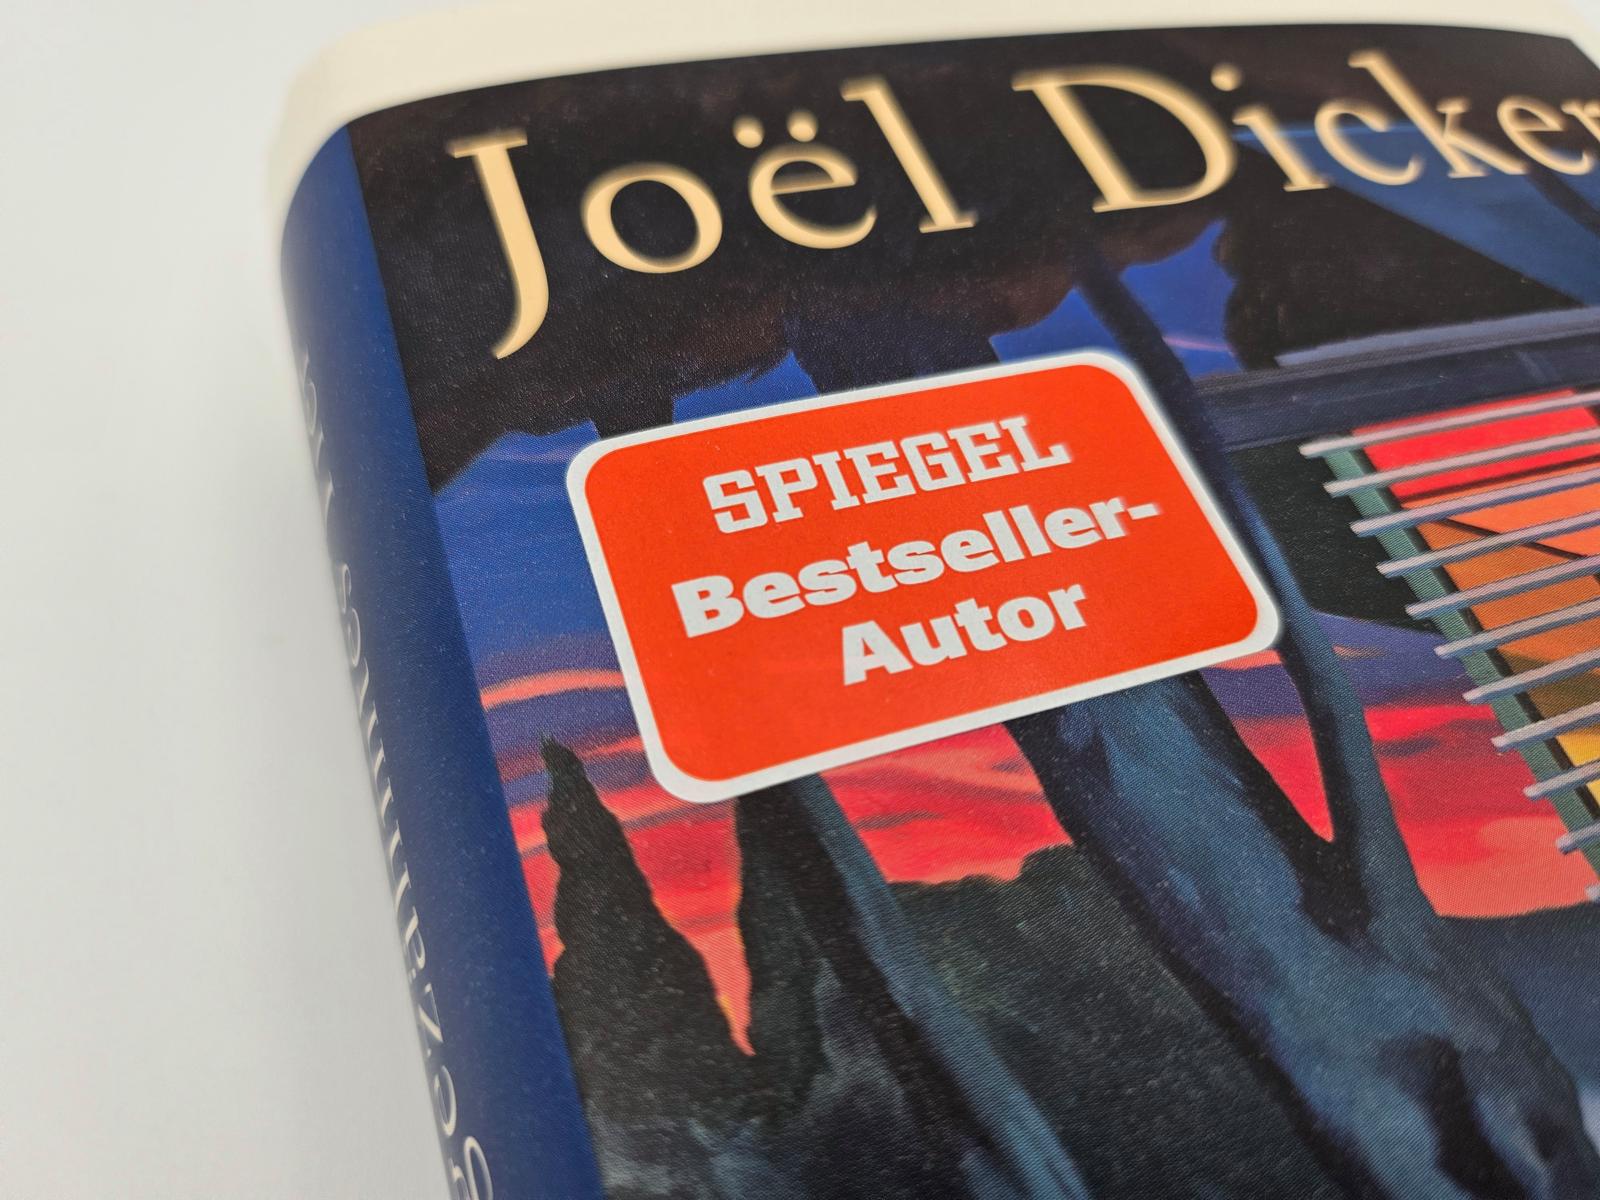 Joël Dicker
SPIEGEL
Bestseller-
Autor